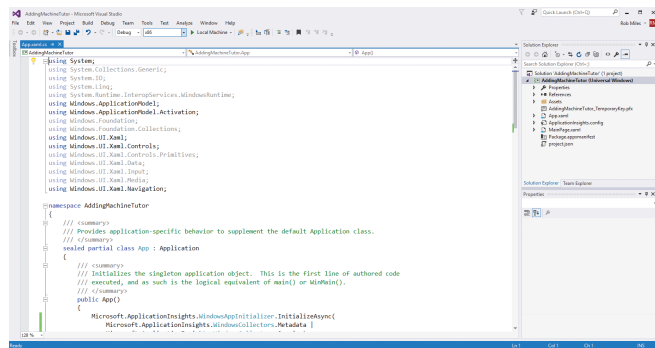 AddingMachineTutor - Microsoft Visual Studio
Quick Launch (Ctrl+Q)
File Edit View Project Build Debug Team Tools Test Analyze Window Help
Rob Miles
Debug x86 Local Machine
App.xaml.cs
AddingMachineTutor AddingMachineTutor.App App()
using System;
using System.Collections.Generic;
using System.IO;
using System.Linq;
using System.Runtime.InteropServices.WindowsRuntime;
using Windows.ApplicationModel;
using Windows.ApplicationModel.Activation;
using Windows.Foundation;
using Windows.Foundation.Collections;
using Windows.UI.Xaml;
using Windows.UI.Xaml.Controls;
using Windows.UI.Xaml.Controls.Primitives;
using Windows.UI.Xaml.Data;
using Windows.UI.Xaml.Input;
using Windows.UI.Xaml.Media;
using Windows.UI.Xaml.Navigation;
namespace AddingMachineTutor
{
/// <summary>
/// Provides application-specific behavior to supplement the default Application class.
/// </summary>
sealed partial class App : Application
{
/// <summary>
/// Initializes the singleton application object. This is the first line of authored code
/// executed, and as such is the logical equivalent of main() or WinMain().
/// </summary>
public App()
{
Microsoft.ApplicationInsights.WindowsAppInitializer.InitializeAsync(
Microsoft.ApplicationInsights.WindowsCollectors.Metadata |
Solution Explorer
Search Solution Explorer (Ctrl+;)
Solution 'AddingMachineTutor' (1 project)
AddingMachineTutor (Universal Windows)
Properties
References
Assets
AddingMachineTutor_TemporaryKey.pfx
App.xaml
ApplicationInsights.config
MainPage.xaml
Package.appxmanifest
project.json
Solution Explorer Team Explorer
Properties
120 %
Ready Ln 1 Col 1 Ch 1 INS